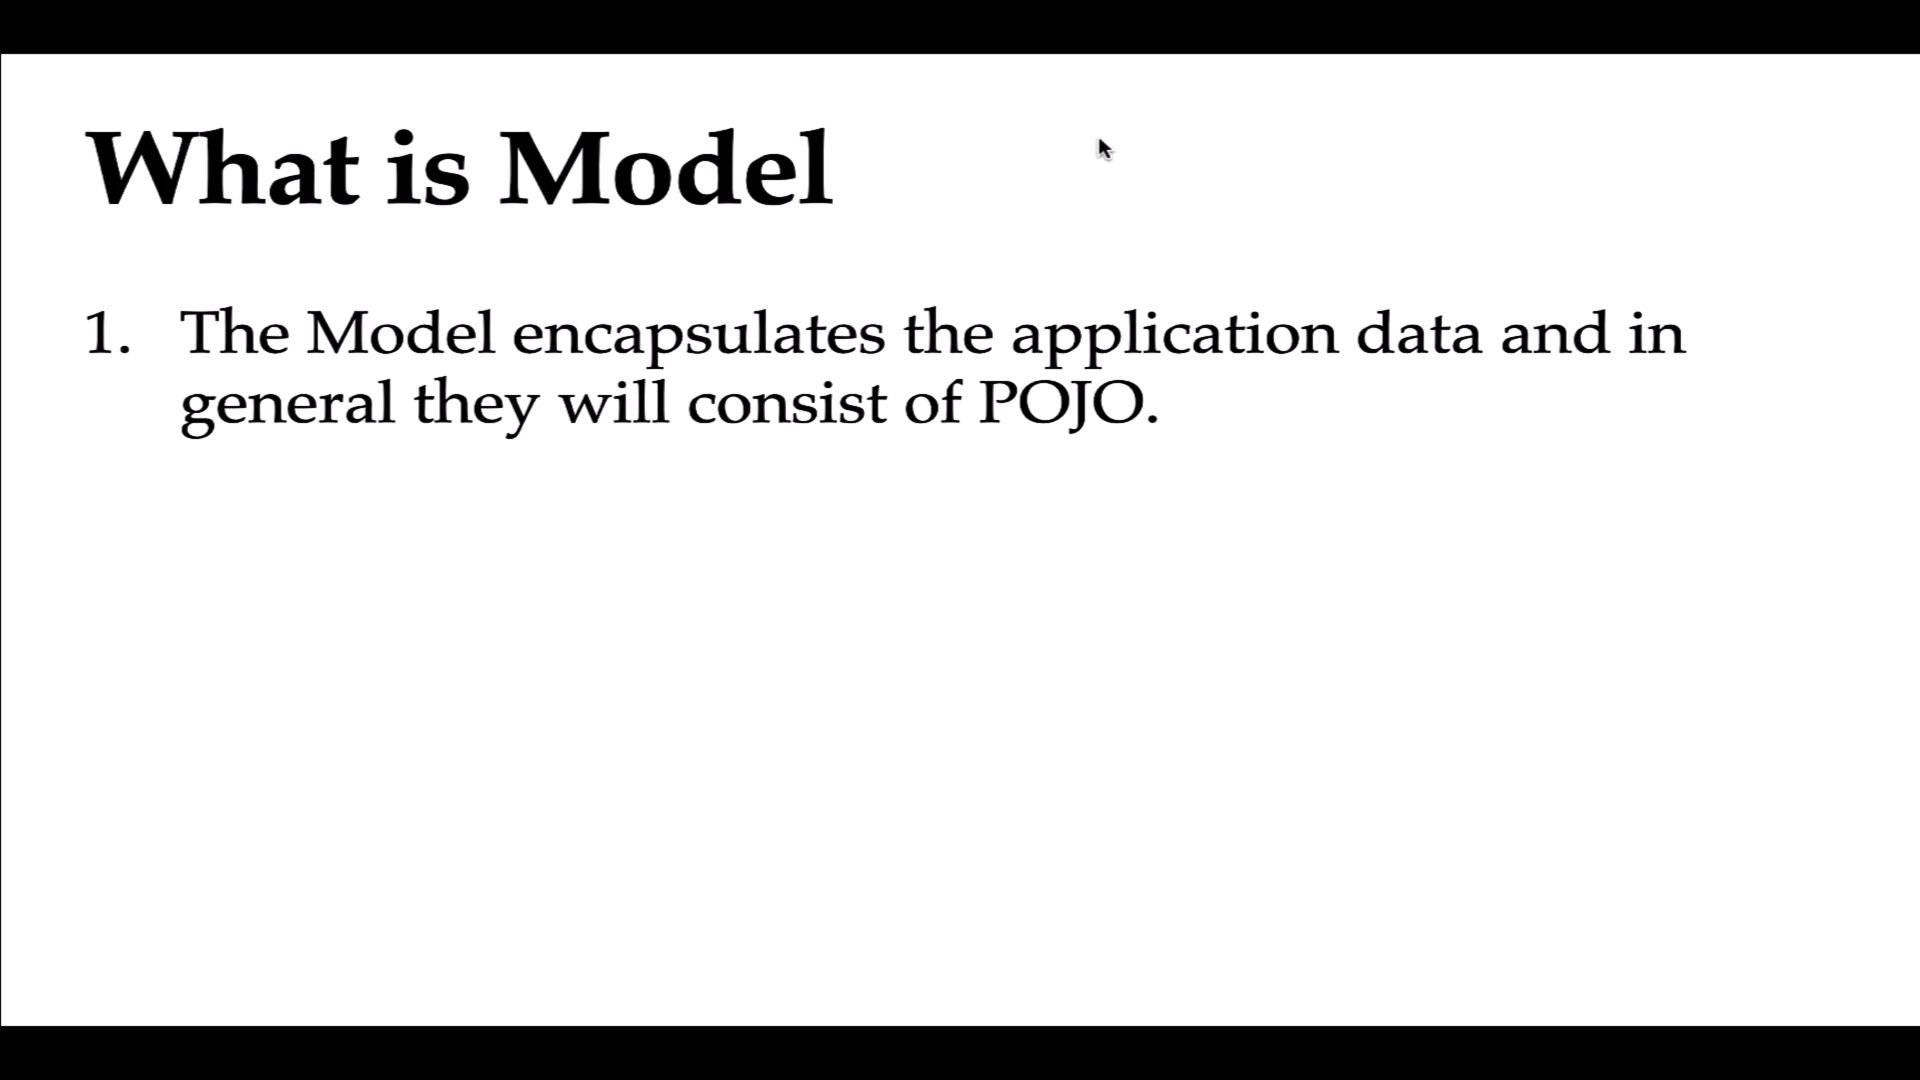 What is Model
1. The Model encapsulates the application data and in
general they will consist of POJO.